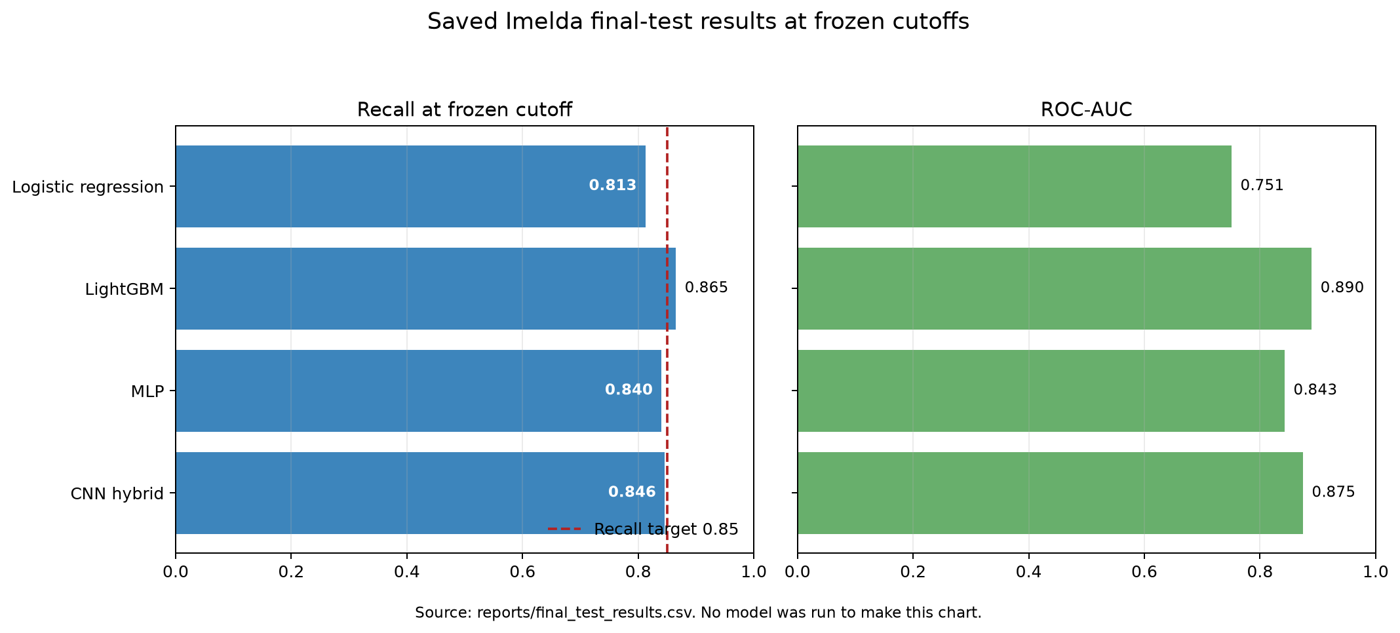 Saved Imelda final-test results at frozen cutoffs
Recall at frozen cutoff
Logistic regression
0.813
LightGBM
0.865
MLP
0.840
CNN hybrid
0.846
Recall target 0.85
0.0 0.2 0.4 0.6 0.8 1.0
ROC-AUC
0.751
0.890
0.843
0.875
0.0 0.2 0.4 0.6 0.8 1.0
Source: reports/final_test_results.csv. No model was run to make this chart.